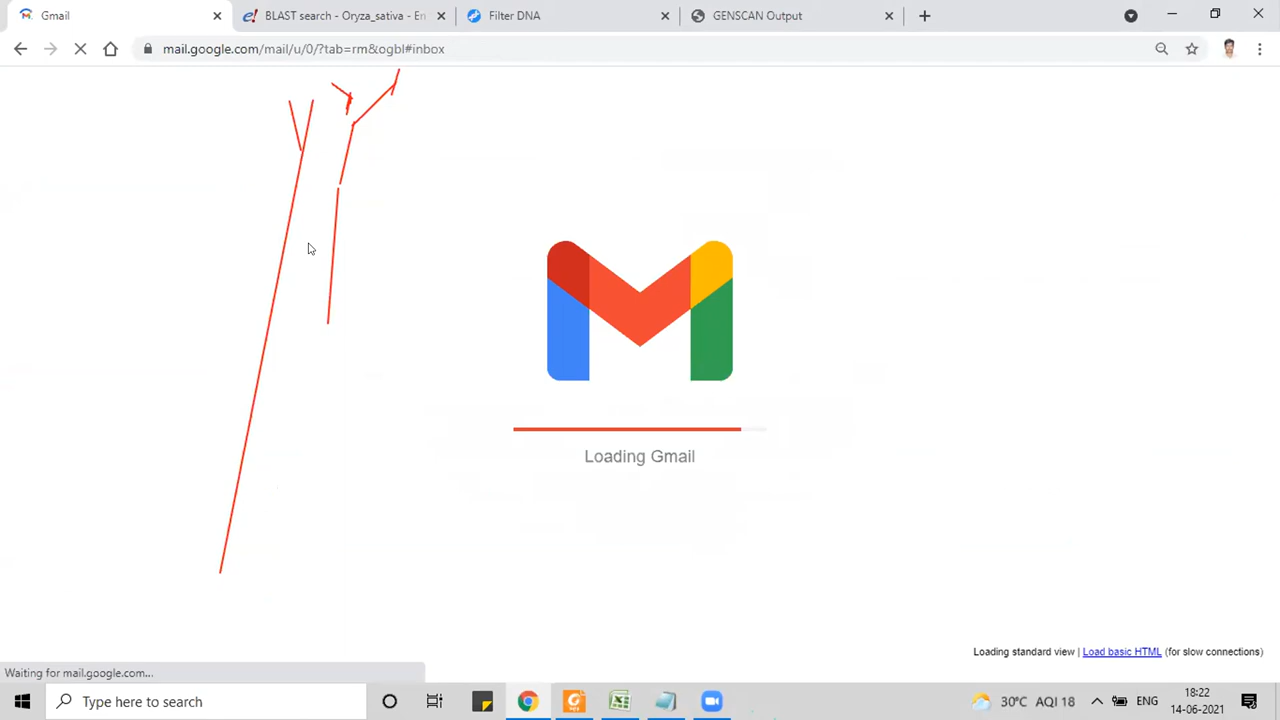 Gmail
BLAST search - Oryza_sativa - En
Filter DNA
GENSCAN Output
mail.google.com/mail/u/0/?tab=rm&ogbl#inbox
Loading Gmail
Loading standard view | Load basic HTML (for slow connections)
Waiting for mail.google.com...
Type here to search
30°C AQI 18
ENG
18:22
14-06-2021